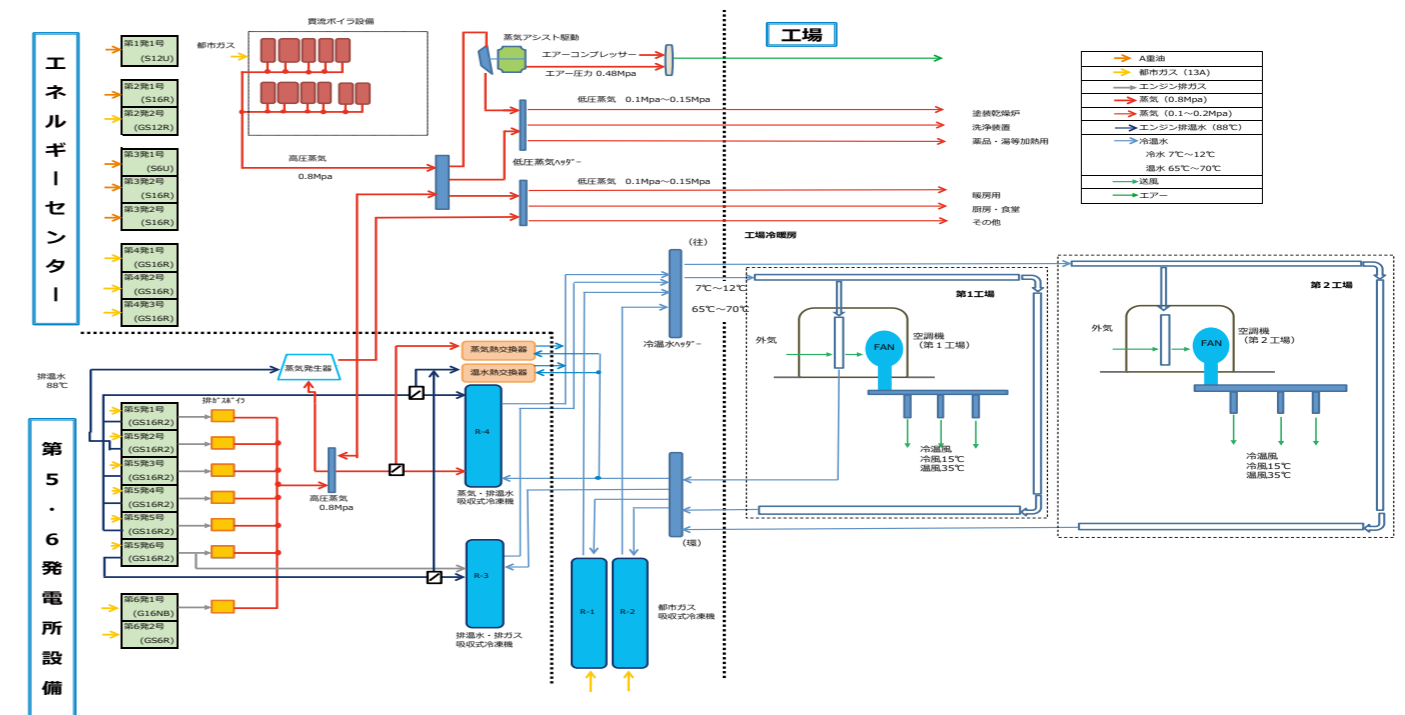 エネルギーセンター
第1発1号
(S12U)
第2発1号
(S16R)
第2発2号
(GS12R)
第3発1号
(S6U)
第3発2号
(S16R)
第3発2号
(S16R)
第4発1号
(GS16R)
第4発2号
(GS16R)
第4発3号
(GS16R)
都市ガス
貫流ボイラ設備
高圧蒸気
0.8Mpa
蒸気アシスト駆動
エアーコンプレッサー
エアー圧力 0.48Mpa
低圧蒸気 0.1Mpa～0.15Mpa
低圧蒸気ﾍｯﾀﾞｰ
低圧蒸気 0.1Mpa～0.15Mpa
工場
塗装乾燥炉
洗浄装置
薬品・湯等加熱用
暖房用
厨房・食堂
その他
A重油
都市ガス（13A)
エンジン排ガス
蒸気（0.8Mpa)
蒸気（0.1～0.2Mpa)
エンジン排温水（88℃)
冷温水
冷水 7℃～12℃
温水 65℃～70℃
送風
エアー
工場冷暖房
（往）
7℃～12℃
65℃～70℃
冷温水ﾍｯﾀﾞｰ
第1工場
外気
FAN
空調機
（第１工場）
冷温風
冷風15℃
温風35℃
第２工場
外気
FAN
空調機
（第２工場）
冷温風
冷風15℃
温風35℃
（環）
第5・6発電所設備
排温水
88℃
蒸気発生器
蒸気熱交換器
温水熱交換器
第5発1号
(GS16R2)
第5発2号
(GS16R2)
第5発3号
(GS16R2)
第5発4号
(GS16R2)
第5発5号
(GS16R2)
第5発6号
(GS16R2)
第6発1号
(G16NB)
第6発2号
(GS6R)
排ｶﾞｽﾎﾞｲﾗ
高圧蒸気
0.8Mpa
R-4
蒸気・排温水
吸収式冷凍機
R-3
排温水・排ガス
吸収式冷凍機
R-1
R-2
都市ガス
吸収式冷凍機